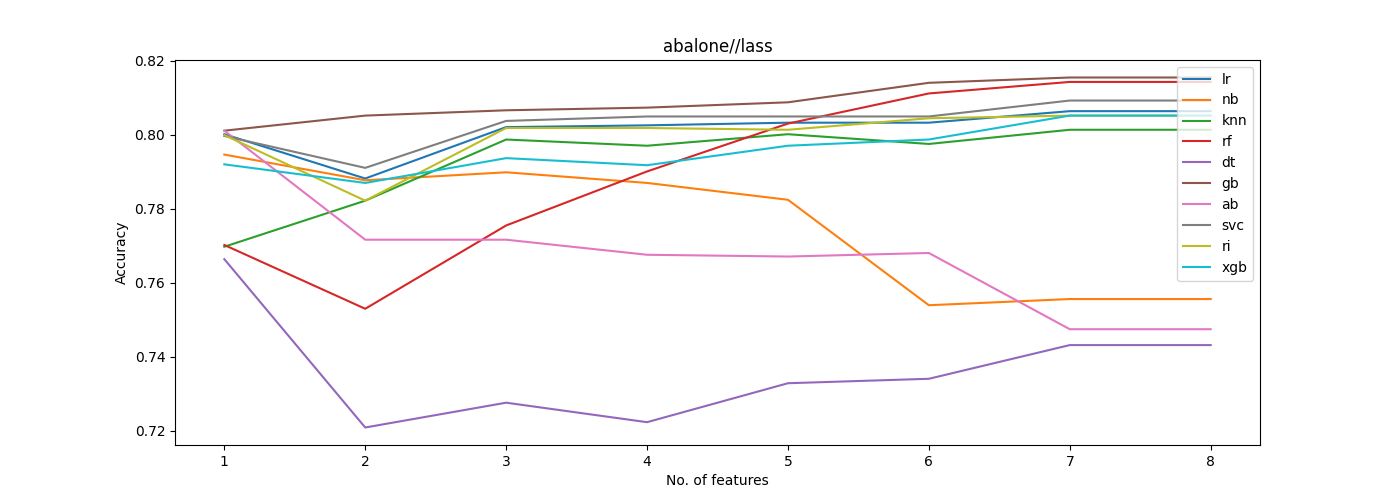 abalone//lass
0.82
0.80
0.78
0.76
0.74
0.72
Accuracy
1 2 3 4 5 6 7 8
No. of features
lr
nb
knn
rf
dt
gb
ab
svc
ri
xgb